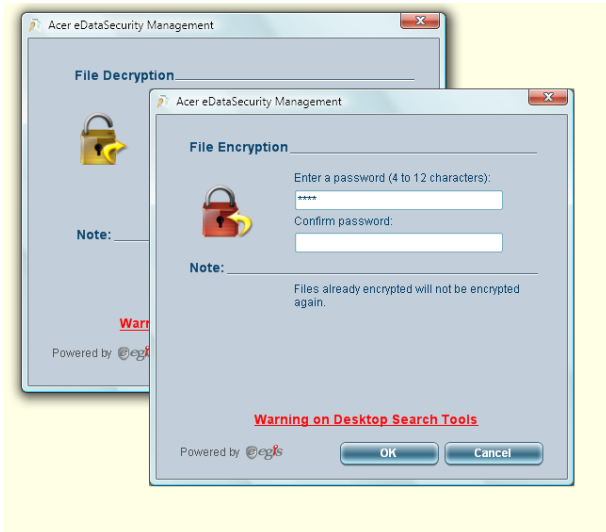 Acer eDataSecurity Management
File Decryption
Note:
Powered by egis
Acer eDataSecurity Management
File Encryption
Enter a password (4 to 12 characters):
****
Confirm password:
Note:
Files already encrypted will not be encrypted
again.
Warning on Desktop Search Tools
Powered by egis
OK
Cancel